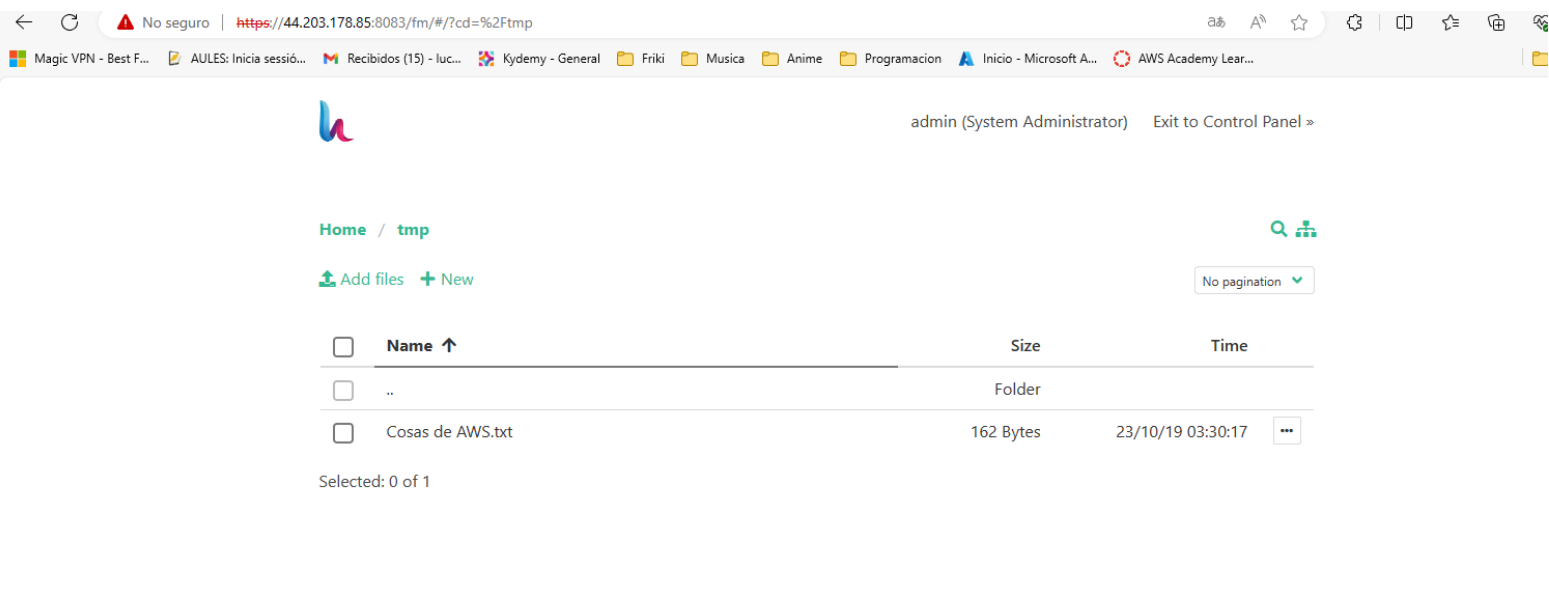 No seguro https://44.203.178.85:8083/fm/#/?cd=%2Ftmp
Magic VPN - Best F... AULES: Inicia sessió... Recibidos (15) - luc... Kydemy - General Friki Musica Anime Programacion Inicio - Microsoft A... AWS Academy Lear...
admin (System Administrator) Exit to Control Panel »
Home / tmp
Add files + New
No pagination
Name Size Time
.. Folder
Cosas de AWS.txt 162 Bytes 23/10/19 03:30:17
Selected: 0 of 1